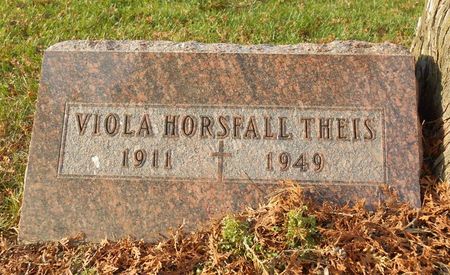 VIOLA HORSFALL THEIS
1911 † 1949